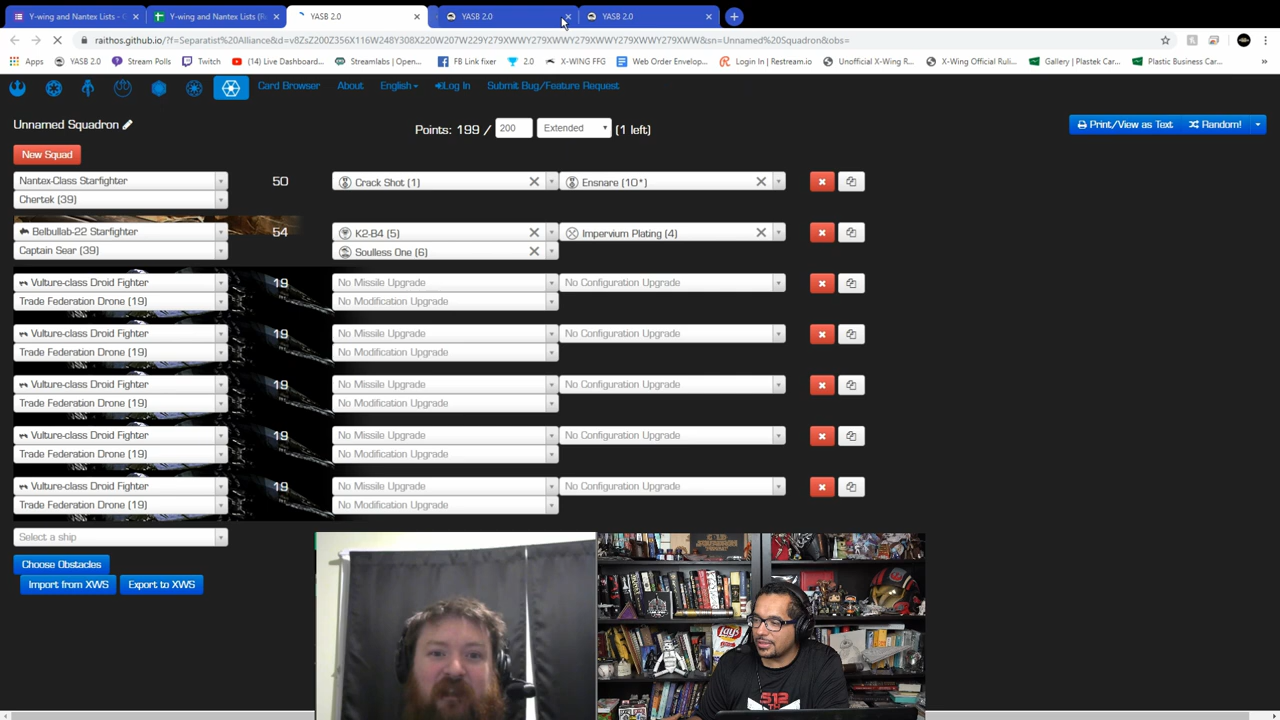 Y-wing and Nantex Lists - G × Y-wing and Nantex Lists (R × YASB 2.0 × YASB 2.0 × YASB 2.0 ×
raithos.github.io/?f=Separatist%20Alliance&d=v8ZsZ200Z356X116W248Y308X220W207W229Y279XWWY279XWWY279XWWY279XWWY279XWW&sn=Unnamed%20Squadron&obs=
Apps YASB 2.0 Stream Polls Twitch (14) Live Dashboard... Streamlabs | Open... FB Link fixer 2.0 X-WING FFG Web Order Envelop... Login In | Restream.io Unofficial X-Wing R... X-Wing Official Ruli... Gallery | Plastek Car... Plastic Business Car... »
Card Browser About English Log In Submit Bug/Feature Request
Unnamed Squadron Points: 199 / 200 Extended (1 left) Print/View as Text Random!
New Squad
Nantex-Class Starfighter 50 Crack Shot (1) Ensnare (10*)
Chertek (39)
Belbullab-22 Starfighter 54 K2-B4 (5) Impervium Plating (4)
Captain Sear (39) Soulless One (6)
Vulture-class Droid Fighter 19 No Missile Upgrade No Configuration Upgrade
Trade Federation Drone (19) No Modification Upgrade
Vulture-class Droid Fighter 19 No Missile Upgrade No Configuration Upgrade
Trade Federation Drone (19) No Modification Upgrade
Vulture-class Droid Fighter 19 No Missile Upgrade No Configuration Upgrade
Trade Federation Drone (19) No Modification Upgrade
Vulture-class Droid Fighter 19 No Missile Upgrade No Configuration Upgrade
Trade Federation Drone (19) No Modification Upgrade
Vulture-class Droid Fighter 19 No Missile Upgrade No Configuration Upgrade
Trade Federation Drone (19) No Modification Upgrade
Select a ship
Choose Obstacles
Import from XWS Export to XWS
Lay's
S12